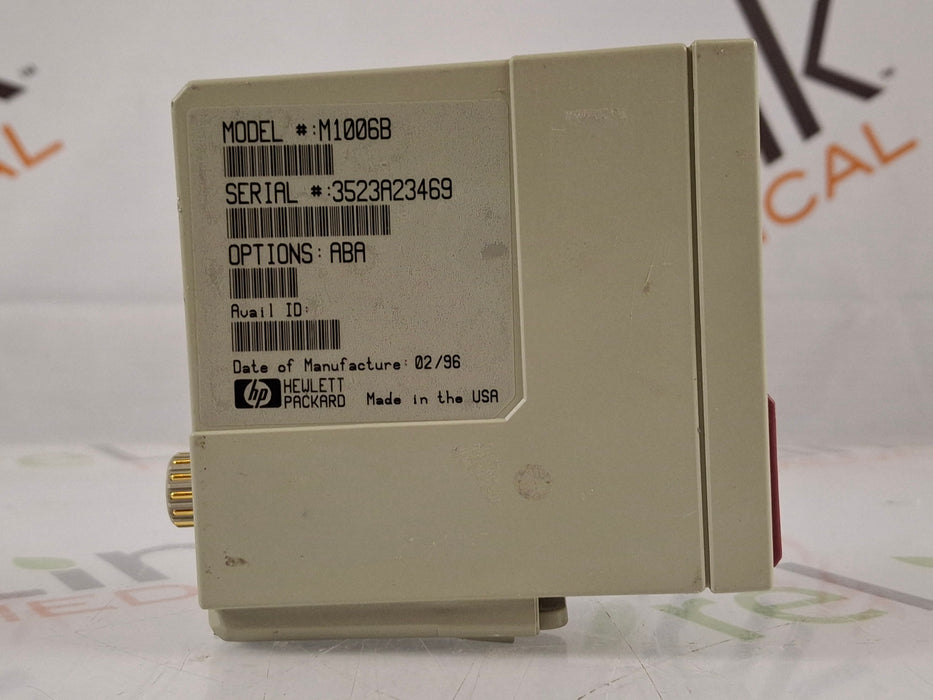 MODEL #:M1006B
SERIAL #:3523A23469
OPTIONS: ABA
Avail ID:
Date of Manufacture: 02/96
hp HEWLETT
PACKARD
Made in the USA
MEDICAL